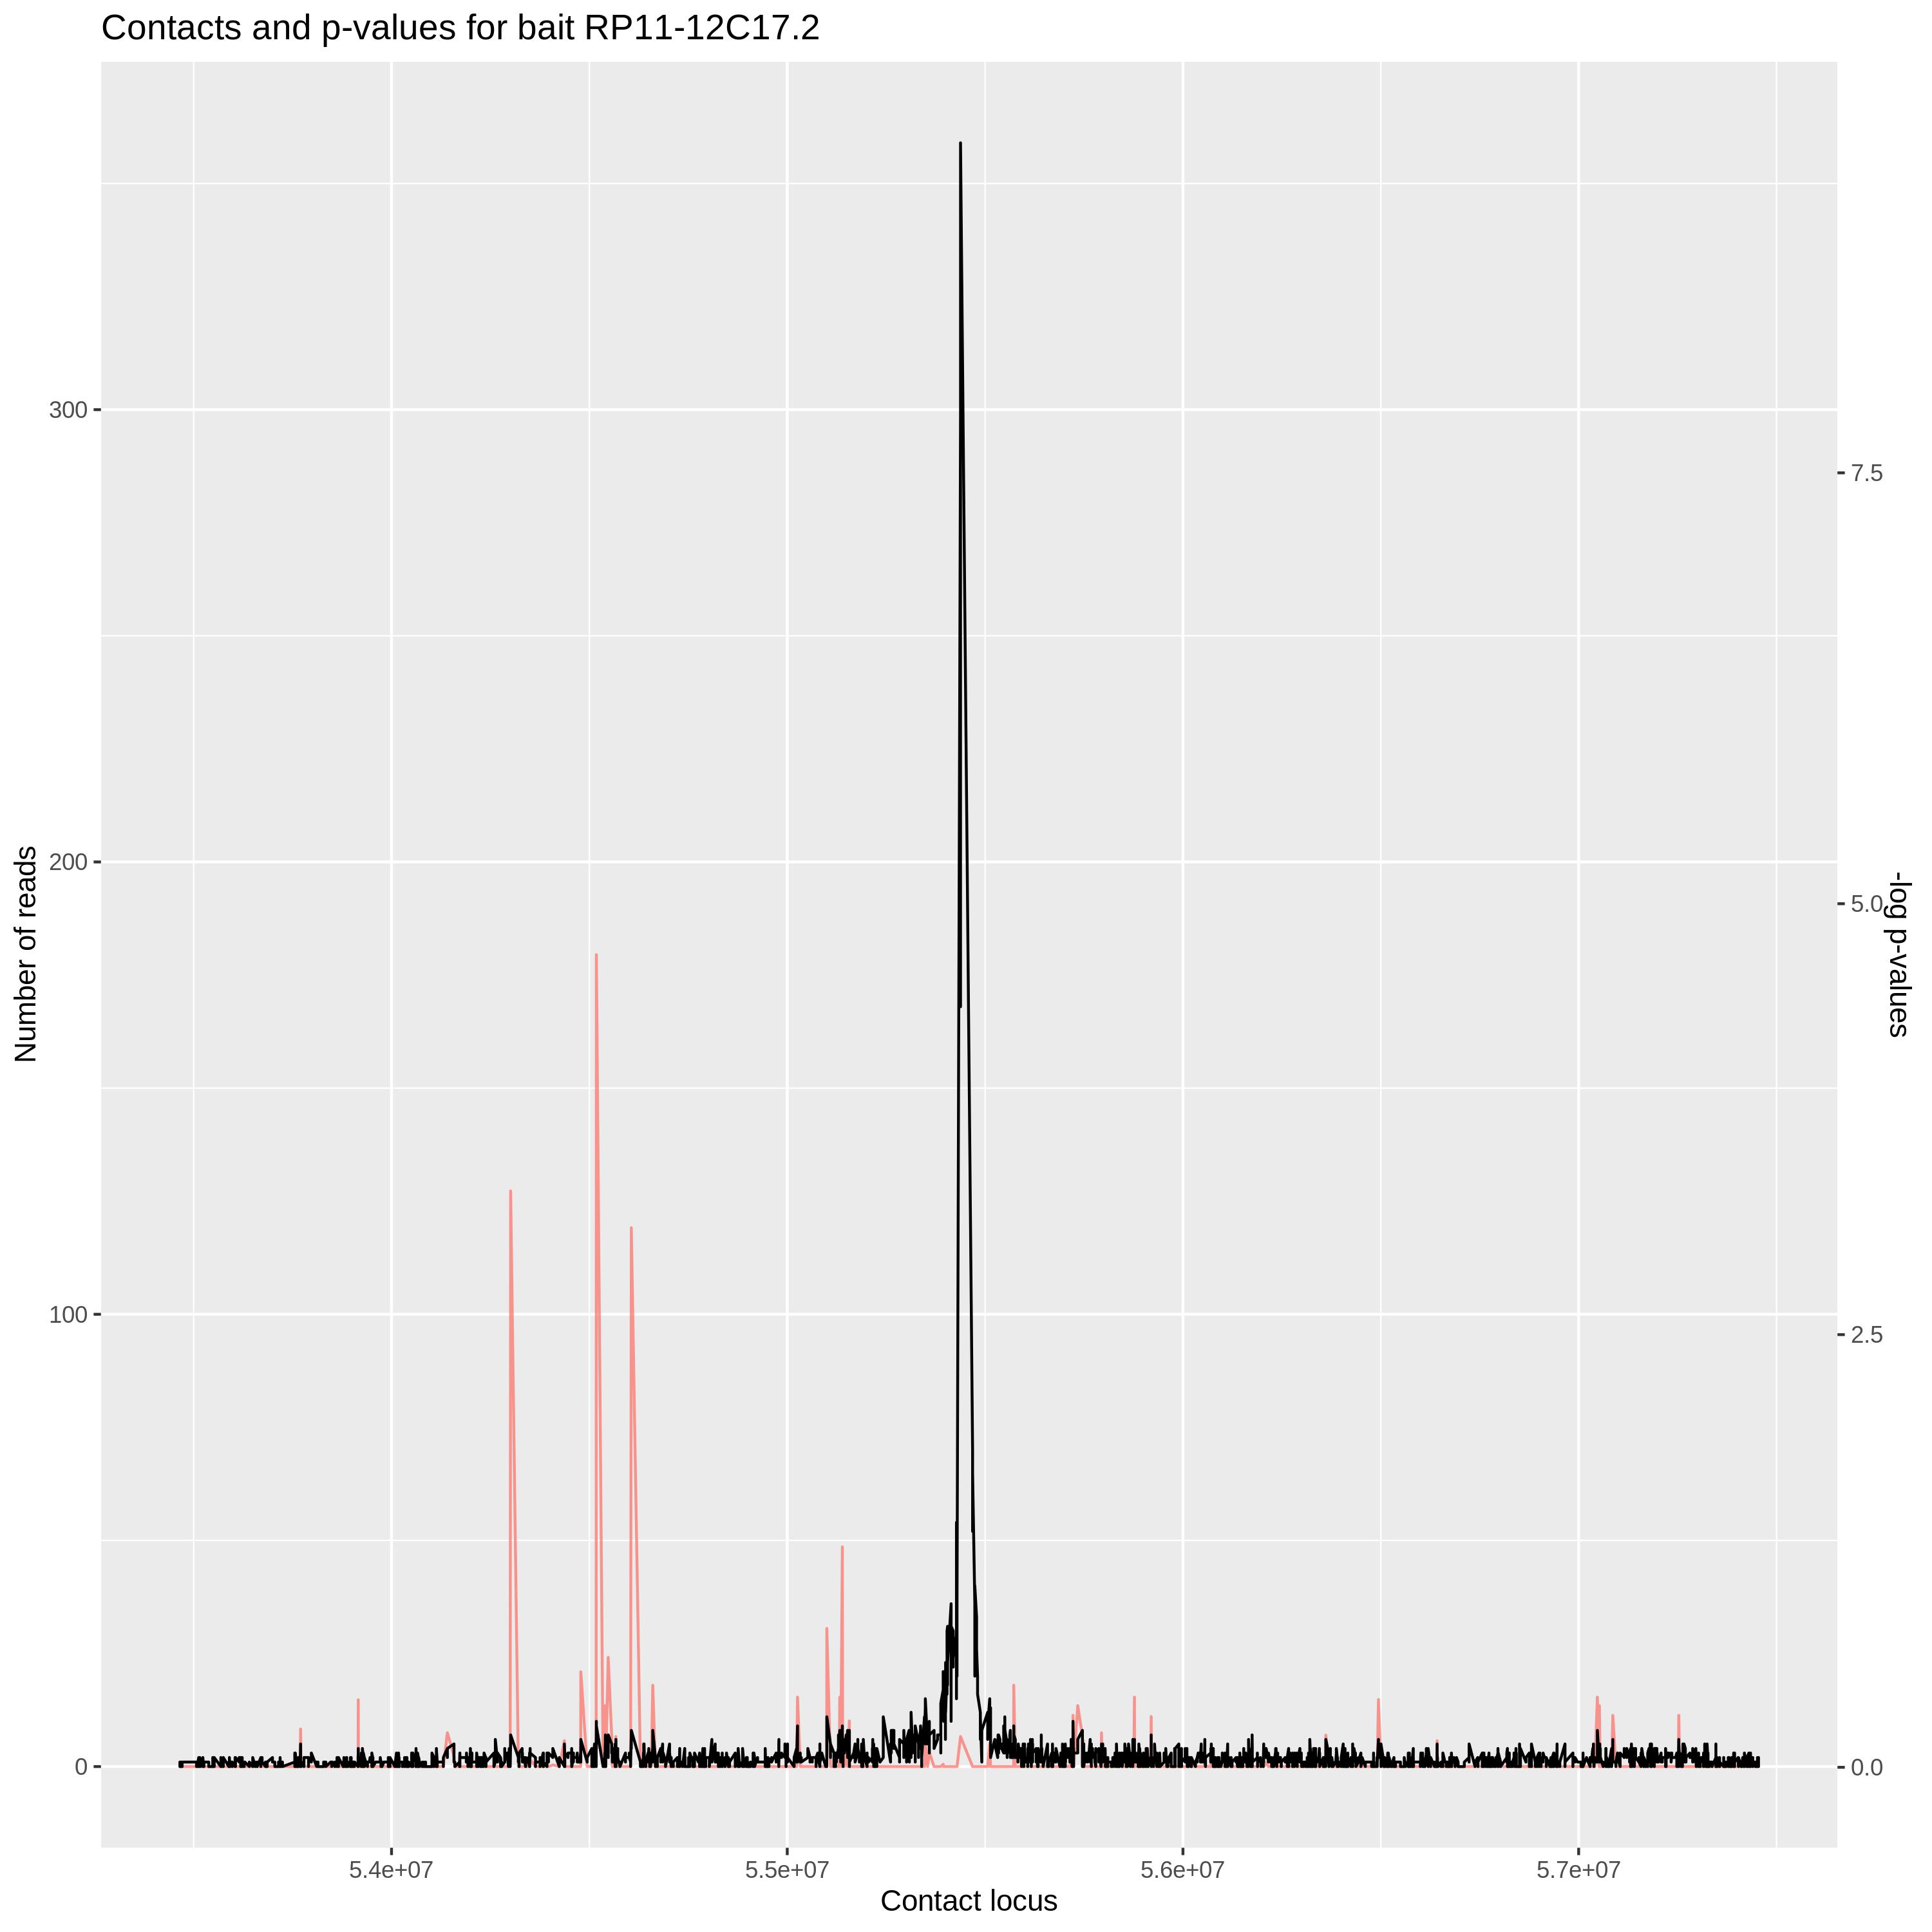 Contacts and p-values for bait RP11-12C17.2
300
200
100
0
Number of reads
7.5
5.0
2.5
0.0
-log p-values
5.4e+07
5.5e+07
5.6e+07
5.7e+07
Contact locus